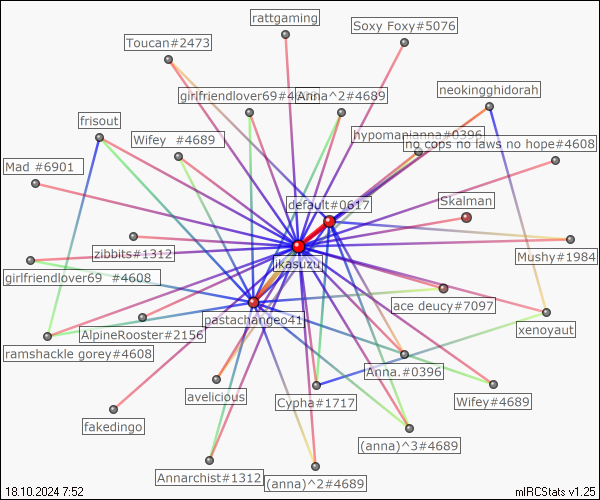 rattgaming
Soxy Foxy#5076
Toucan#2473
neokingghidorah
girlfriendlover69#4
Anna^2#4689
frisout
Wifey #4689
hypomanianna#0396
no cops no laws no hope#4608
Mad #6901
default#0617
Skalman
zibbits#1312
ikasuzu
Mushy#1984
girlfriendlover69 #4608
ace deucy#7097
pastachangeo41
xenoyaut
AlpineRooster#2156
ramshackle gorey#4608
Anna.#0396
avelicious
Cypha#1717
Wifey#4689
fakedingo
(anna)^3#4689
Annarchist#1312
(anna)^2#4689
18.10.2024 7:52
mIRCStats v1.25